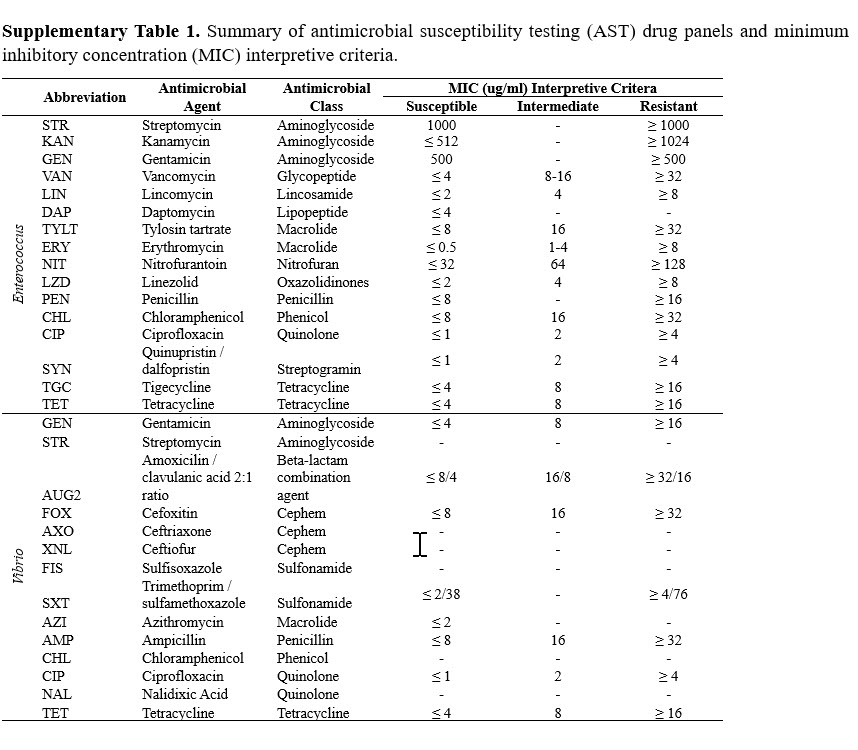 Supplementary Table 1. Summary of antimicrobial susceptibility testing (AST) drug panels and minimum
inhibitory concentration (MIC) interpretive criteria.
Abbreviation Antimicrobial Agent Antimicrobial Class MIC (ug/ml) Interpretive Critera
Susceptible Intermediate Resistant
Enterococcus
STR Streptomycin Aminoglycoside 1000 - ≥ 1000
KAN Kanamycin Aminoglycoside ≤ 512 - ≥ 1024
GEN Gentamicin Aminoglycoside 500 - ≥ 500
VAN Vancomycin Glycopeptide ≤ 4 8-16 ≥ 32
LIN Lincomycin Lincosamide ≤ 2 4 ≥ 8
DAP Daptomycin Lipopeptide ≤ 4 - -
TYLT Tylosin tartrate Macrolide ≤ 8 16 ≥ 32
ERY Erythromycin Macrolide ≤ 0.5 1-4 ≥ 8
NIT Nitrofurantoin Nitrofuran ≤ 32 64 ≥ 128
LZD Linezolid Oxazolidinones ≤ 2 4 ≥ 8
PEN Penicillin Penicillin ≤ 8 - ≥ 16
CHL Chloramphenicol Phenicol ≤ 8 16 ≥ 32
CIP Ciprofloxacin Quinolone ≤ 1 2 ≥ 4
SYN Quinupristin / dalfopristin Streptogramin ≤ 1 2 ≥ 4
TGC Tigecycline Tetracycline ≤ 4 8 ≥ 16
TET Tetracycline Tetracycline ≤ 4 8 ≥ 16
Vibrio
GEN Gentamicin Aminoglycoside ≤ 4 8 ≥ 16
STR Streptomycin Aminoglycoside - - -
AUG2 Amoxicilin / clavulanic acid 2:1 ratio Beta-lactam combination agent ≤ 8/4 16/8 ≥ 32/16
FOX Cefoxitin Cephem ≤ 8 16 ≥ 32
AXO Ceftriaxone Cephem - - -
XNL Ceftiofur Cephem - - -
FIS Sulfisoxazole Sulfonamide - - -
SXT Trimethoprim / sulfamethoxazole Sulfonamide ≤ 2/38 - ≥ 4/76
AZI Azithromycin Macrolide ≤ 2 - -
AMP Ampicillin Penicillin ≤ 8 16 ≥ 32
CHL Chloramphenicol Phenicol - - -
CIP Ciprofloxacin Quinolone ≤ 1 2 ≥ 4
NAL Nalidixic Acid Quinolone - - -
TET Tetracycline Tetracycline ≤ 4 8 ≥ 16